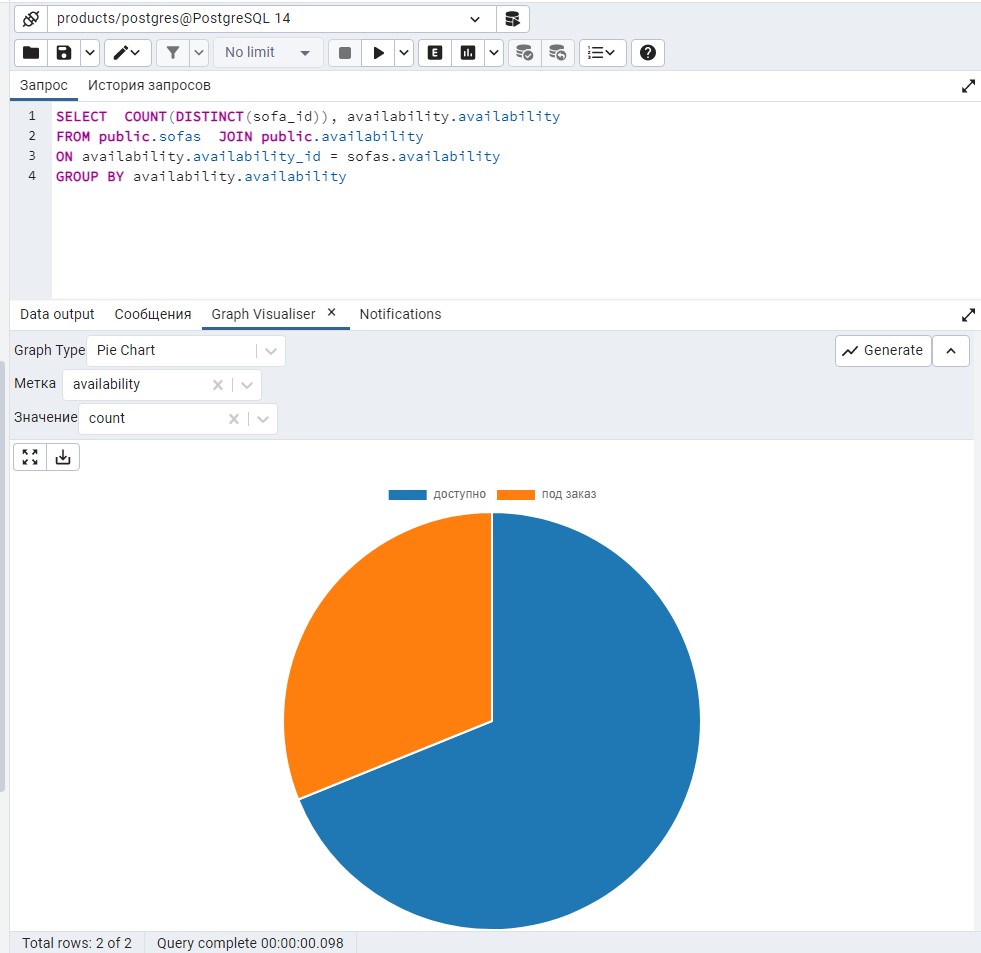 products/postgres@PostgreSQL 14
No limit
E
Запрос История запросов
1 SELECT  COUNT(DISTINCT(sofa_id)), availability.availability
2 FROM public.sofas  JOIN public.availability
3 ON availability.availability_id = sofas.availability
4 GROUP BY availability.availability
Data output Сообщения Graph Visualiser × Notifications
Graph Type Pie Chart Generate
Метка availability
Значение count
доступно под заказ
Total rows: 2 of 2 Query complete 00:00:00.098